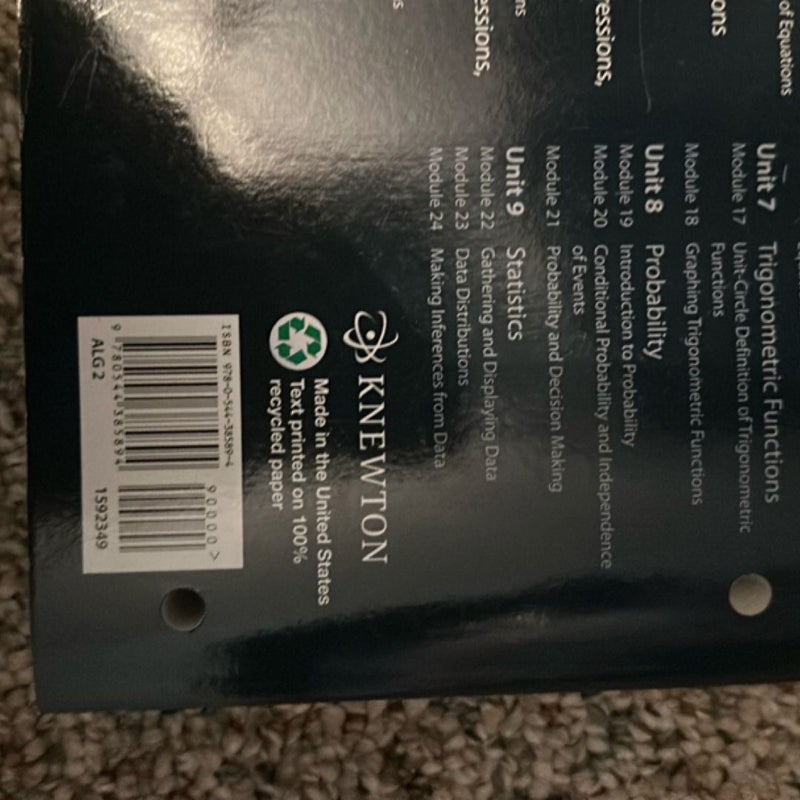 of Equations
ons
ressions,
ns
essions,
s
Unit 7 Trigonometric Functions
Module 17 Unit-Circle Definition of Trigonometric
Functions
Module 18 Graphing Trigonometric Functions
Unit 8 Probability
Module 19 Introduction to Probability
Module 20 Conditional Probability and Independence
of Events
Module 21 Probability and Decision Making
Unit 9 Statistics
Module 22 Gathering and Displaying Data
Module 23 Data Distributions
Module 24 Making Inferences from Data
KNEWTON
Made in the United States
Text printed on 100%
recycled paper
ISBN 978-0-544-38589-4
90000>
9 780544 385894
ALG 2 1592349